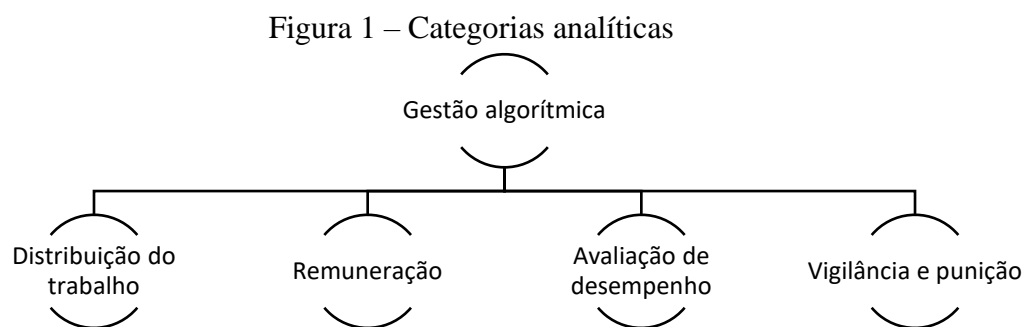 Figura 1 – Categorias analíticas
Gestão algorítmica
Distribuição do
trabalho
Remuneração
Avaliação de
desempenho
Vigilância e punição